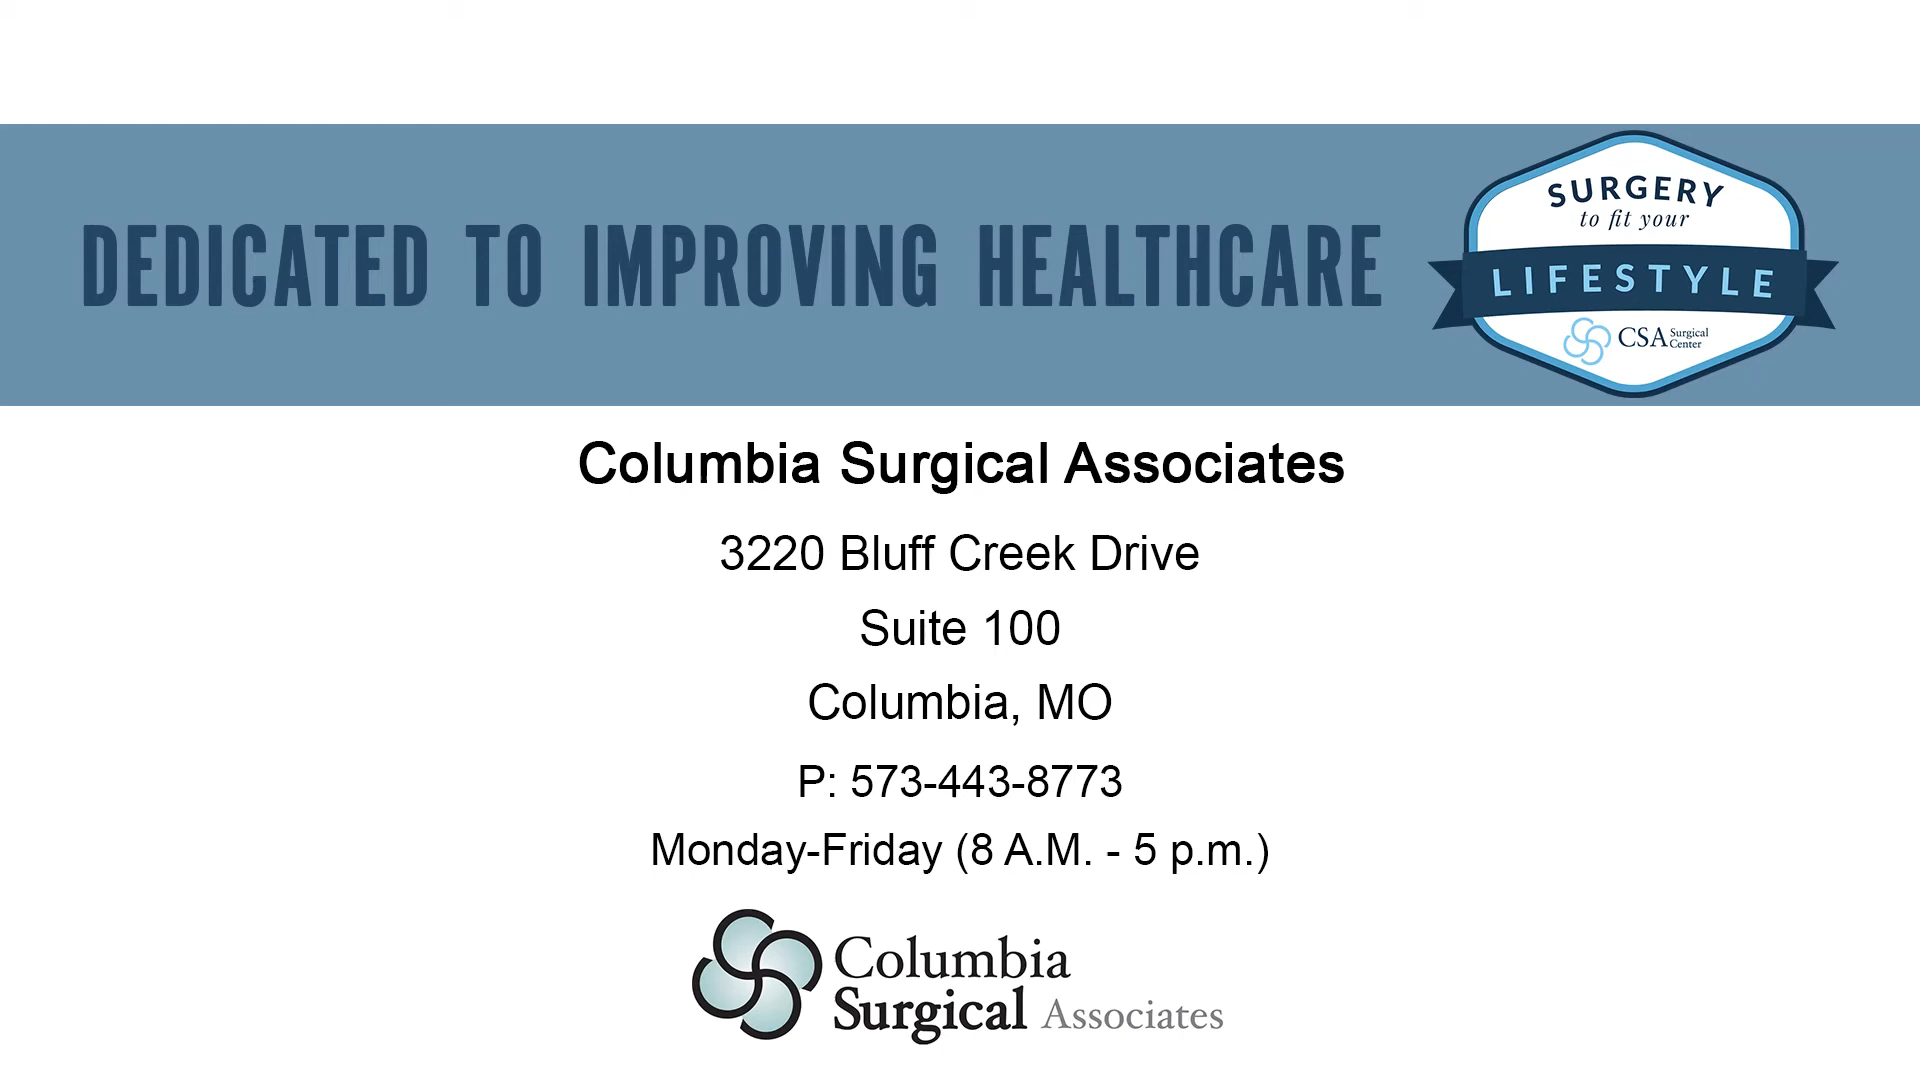 DEDICATED TO IMPROVING HEALTHCARE
SURGERY
to fit your
LIFESTYLE
CSA Surgical
Center
Columbia Surgical Associates
3220 Bluff Creek Drive
Suite 100
Columbia, MO
P: 573-443-8773
Monday-Friday (8 A.M. - 5 p.m.)
Columbia
Surgical Associates